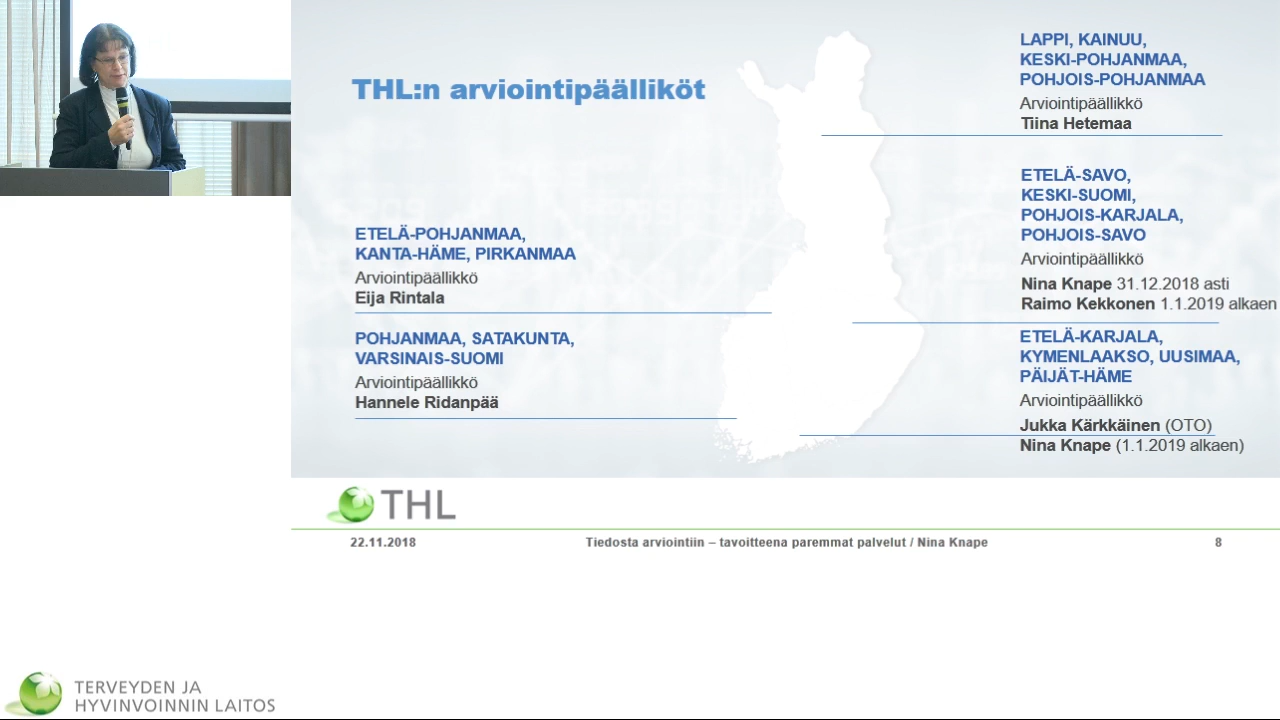 THL:n arviointipäälliköt
ETELÄ-POHJANMAA,
KANTA-HÄME, PIRKANMAA
Arviointipäällikkö
Eija Rintala
POHJANMAA, SATAKUNTA,
VARSINAIS-SUOMI
Arviointipäällikkö
Hannele Ridanpää
LAPPI, KAINUU,
KESKI-POHJANMAA,
POHJOIS-POHJANMAA
Arviointipäällikkö
Tiina Hetemaa
ETELÄ-SAVO,
KESKI-SUOMI,
POHJOIS-KARJALA,
POHJOIS-SAVO
Arviointipäällikkö
Nina Knape 31.12.2018 asti
Raimo Kekkonen 1.1.2019 alkaen
ETELÄ-KARJALA,
KYMENLAAKSO, UUSIMAA,
PÄIJÄT-HÄME
Arviointipäällikkö
Jukka Kärkkäinen (OTO)
Nina Knape (1.1.2019 alkaen)
THL
22.11.2018 Tiedosta arviointiin – tavoitteena paremmat palvelut / Nina Knape 8
TERVEYDEN JA
HYVINVOINNIN LAITOS